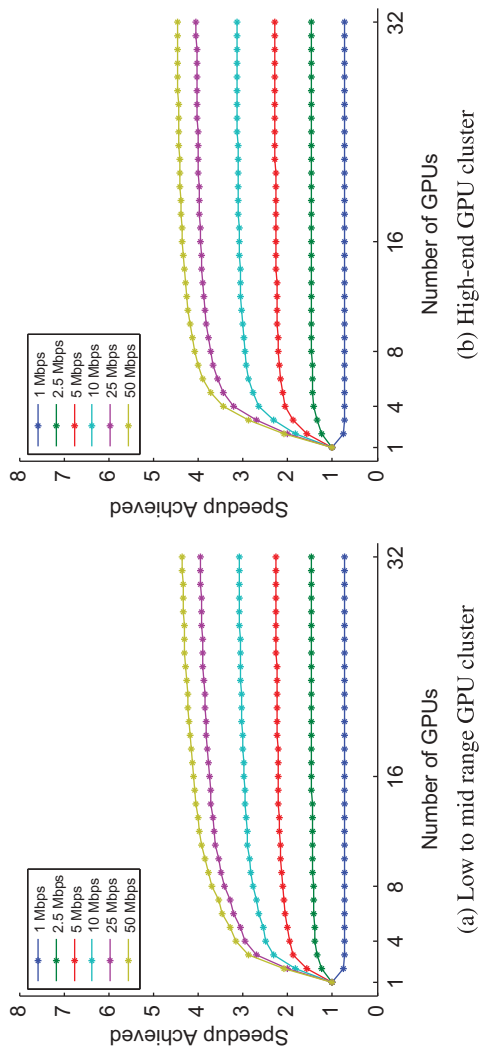 8
7
6
5
4
3
2
1
0
Speedup Achieved
1 Mbps
2.5 Mbps
5 Mbps
10 Mbps
25 Mbps
50 Mbps
1 4 8 16 32
Number of GPUs
(a) Low to mid range GPU cluster
8
7
6
5
4
3
2
1
0
Speedup Achieved
1 Mbps
2.5 Mbps
5 Mbps
10 Mbps
25 Mbps
50 Mbps
1 4 8 16 32
Number of GPUs
(b) High-end GPU cluster